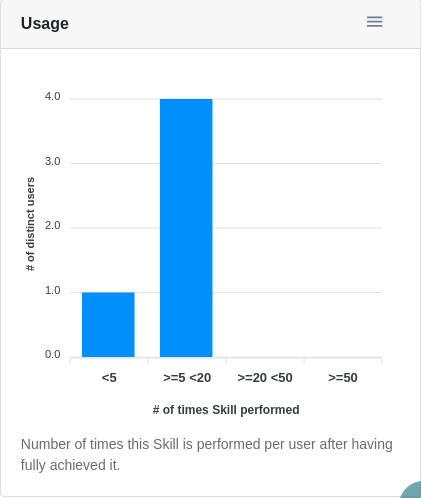 Usage
4.0
3.0
2.0
1.0
0.0
# of distinct users
<5 >=5 <20 >=20 <50 >=50
# of times Skill performed
Number of times this Skill is performed per user after having
fully achieved it.